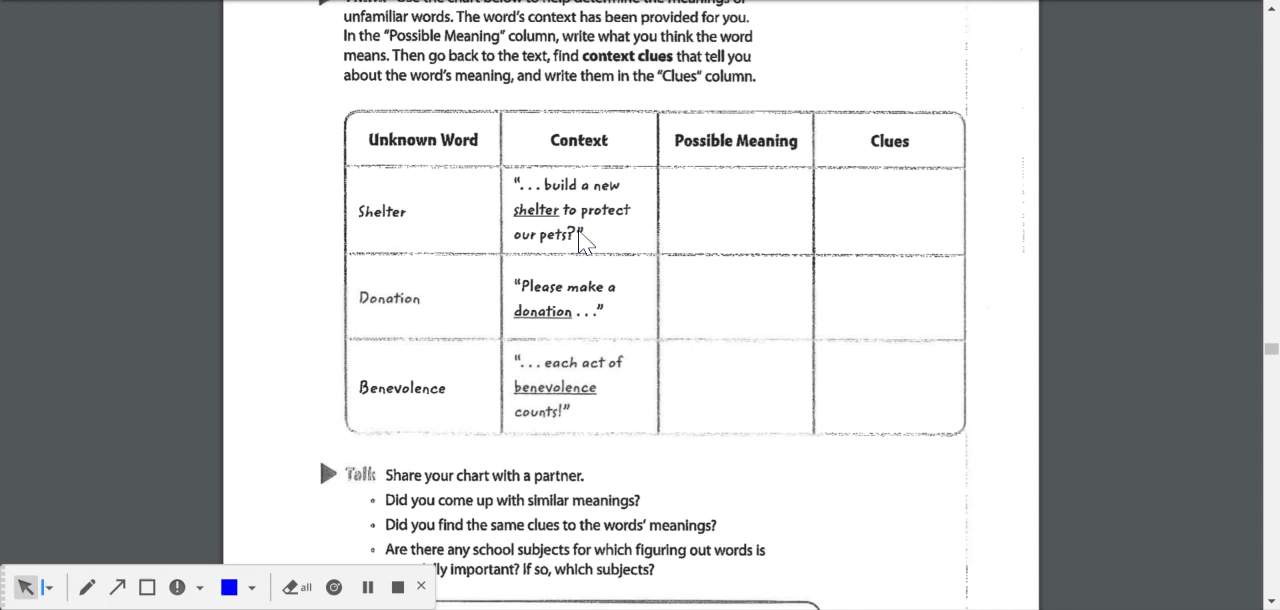 unfamiliar words. The word's context has been provided for you.
In the "Possible Meaning" column, write what you think the word
means. Then go back to the text, find context clues that tell you
about the word's meaning, and write them in the "Clues" column.
Unknown Word
Context
Possible Meaning
Clues
Shelter
"... build a new
shelter to protect
our pets?"
Donation
"Please make a
donation ..."
Benevolence
"... each act of
benevolence
counts!"
Talk Share your chart with a partner.
• Did you come up with similar meanings?
• Did you find the same clues to the words' meanings?
• Are there any school subjects for which figuring out words is
important? If so, which subjects?
all